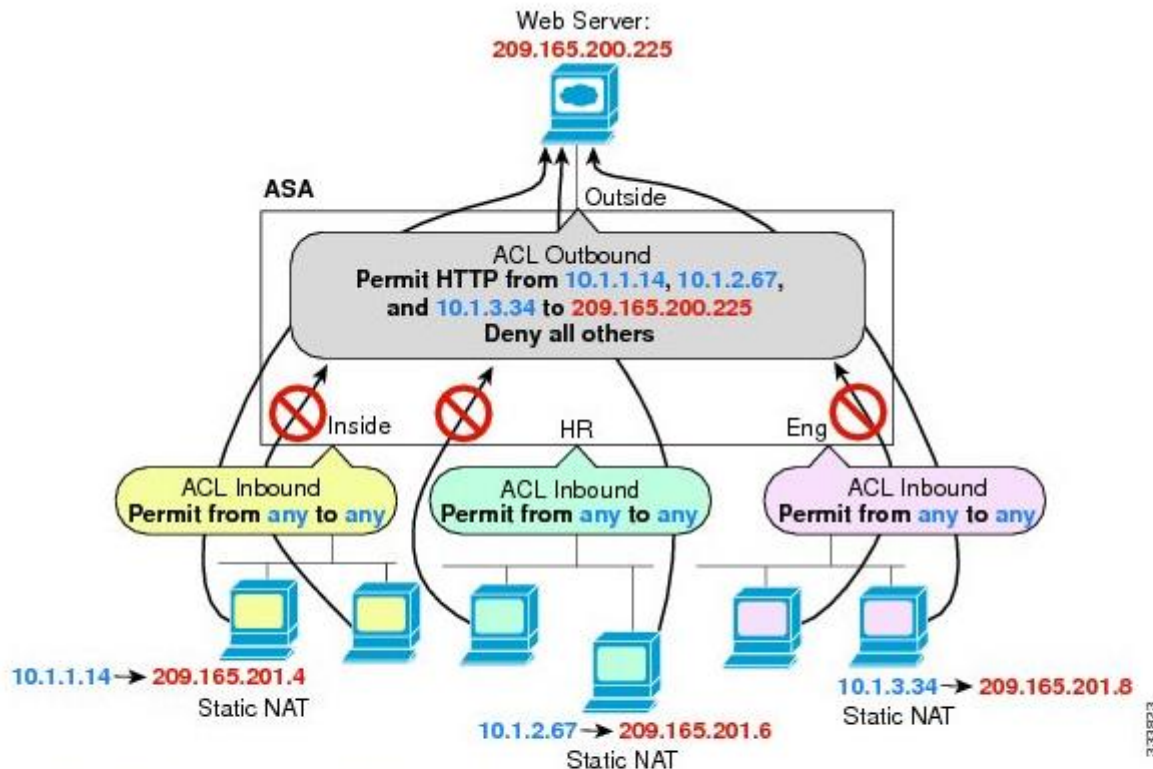 Web Server:
209.165.200.225
ASA
Outside
ACL Outbound
Permit HTTP from 10.1.1.14, 10.1.2.67,
and 10.1.3.34 to 209.165.200.225
Deny all others
Inside
HR
Eng
ACL Inbound
Permit from any to any
ACL Inbound
Permit from any to any
ACL Inbound
Permit from any to any
10.1.1.14 → 209.165.201.4
Static NAT
10.1.2.67 → 209.165.201.6
Static NAT
10.1.3.34 → 209.165.201.8
Static NAT